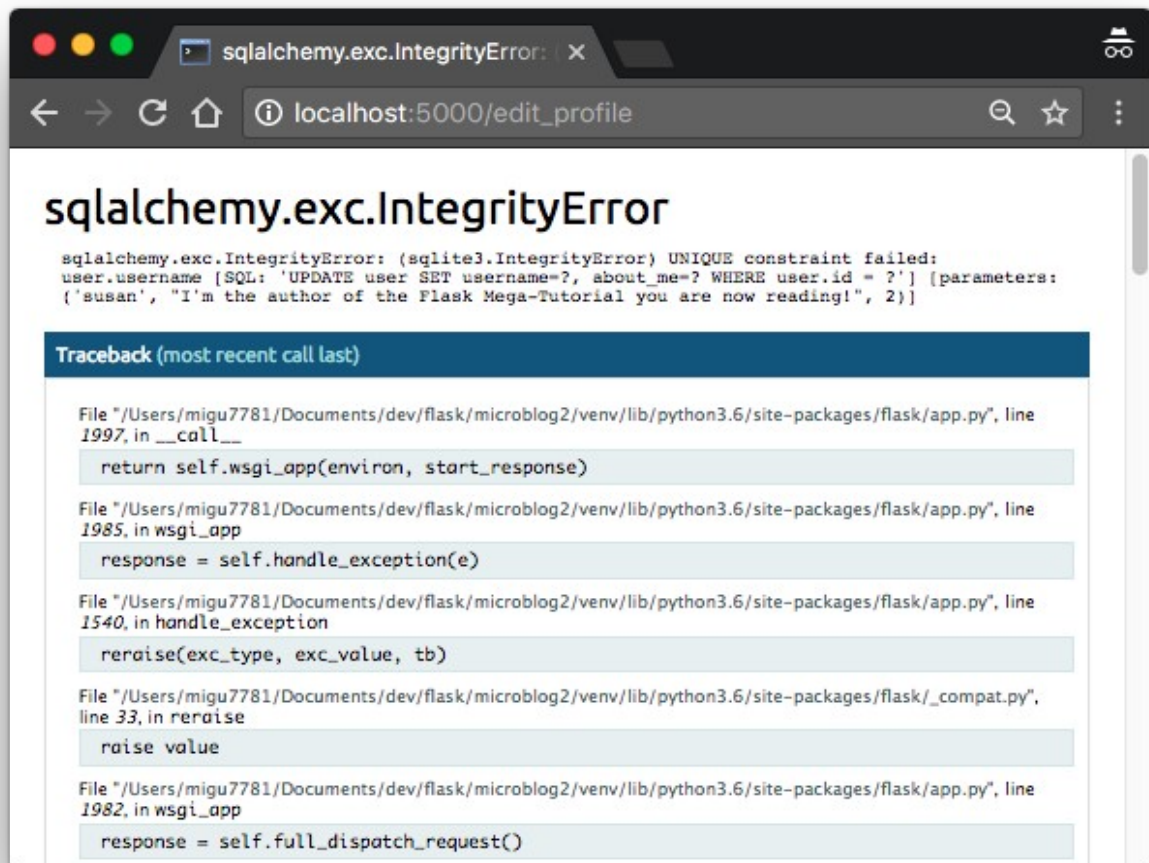 sqlalchemy.exc.IntegrityError: (
localhost:5000/edit_profile
sqlalchemy.exc.IntegrityError
sqlalchemy.exc.IntegrityError: (sqlite3.IntegrityError) UNIQUE constraint failed:
user.username [SQL: 'UPDATE user SET username=?, about_me=? WHERE user.id = ?'] [parameters:
('susan', "I'm the author of the Flask Mega-Tutorial you are now reading!", 2)]
Traceback (most recent call last)
File "/Users/migu7781/Documents/dev/flask/microblog2/venv/lib/python3.6/site-packages/flask/app.py", line
1997, in __call__
return self.wsgi_app(environ, start_response)
File "/Users/migu7781/Documents/dev/flask/microblog2/venv/lib/python3.6/site-packages/flask/app.py", line
1985, in wsgi_app
response = self.handle_exception(e)
File "/Users/migu7781/Documents/dev/flask/microblog2/venv/lib/python3.6/site-packages/flask/app.py", line
1540, in handle_exception
reraise(exc_type, exc_value, tb)
File "/Users/migu7781/Documents/dev/flask/microblog2/venv/lib/python3.6/site-packages/flask/_compat.py",
line 33, in reraise
raise value
File "/Users/migu7781/Documents/dev/flask/microblog2/venv/lib/python3.6/site-packages/flask/app.py", line
1982, in wsgi_app
response = self.full_dispatch_request()